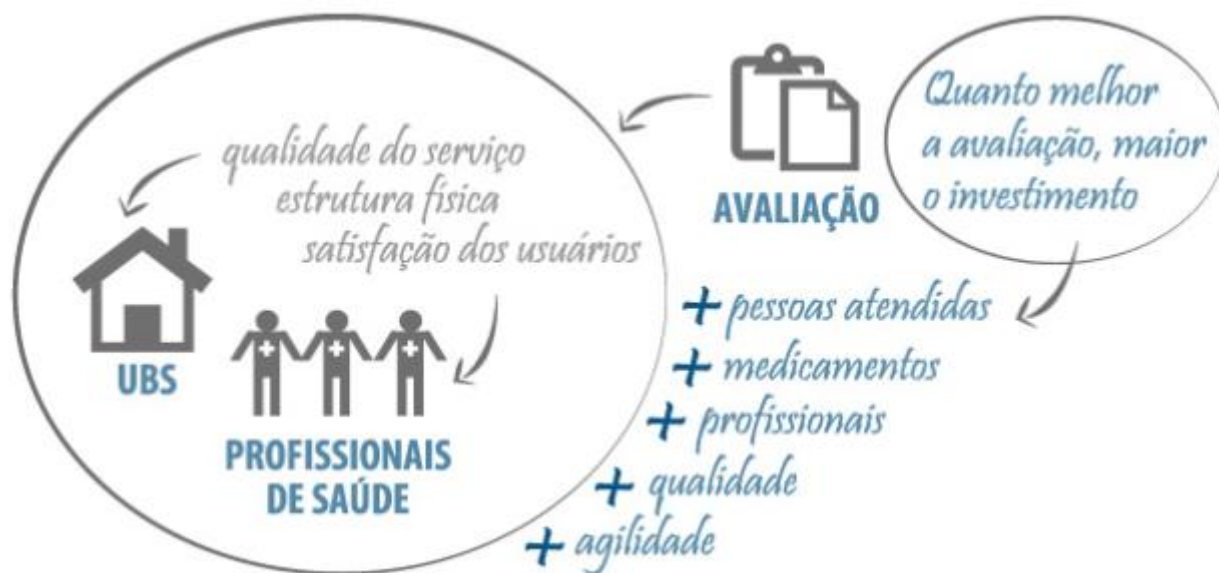 qualidade do serviço
estrutura física
satisfação dos usuários
UBS
PROFISSIONAIS
DE SAÚDE
AVALIAÇÃO
Quanto melhor
a avaliação, maior
o investimento
+ pessoas atendidas
+ medicamentos
+ profissionais
+ qualidade
+ agilidade